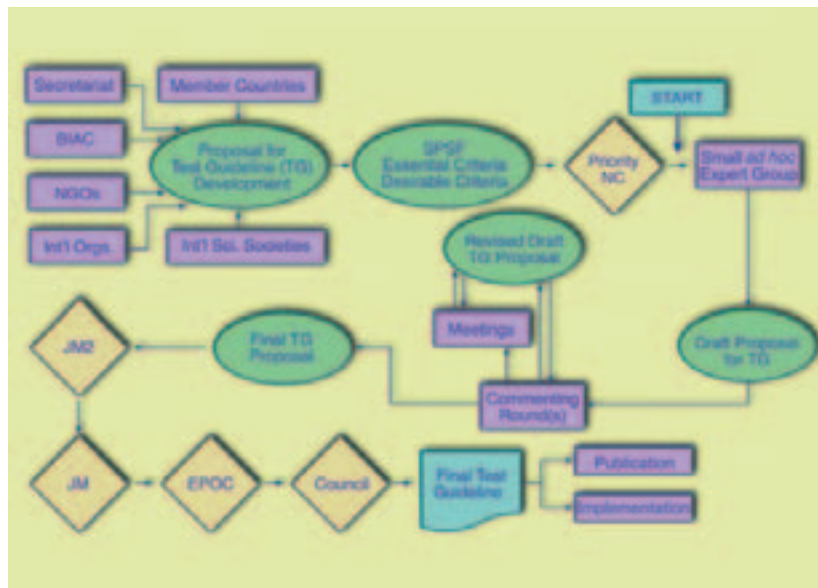 Secretariat
Member Countries
START
BIAC
Proposal for
Test Guideline (TG)
Development
SPSF
Essential Criteria
Desirable Criteria
Priority
NC
Small ad hoc
Expert Group
NGOs
Int'l Orgs
Int'l Sci. Societies
Revised Draft
TG Proposal
Meetings
JM2
Final TG
Proposal
Draft Proposal
for TG
Commenting
Round(s)
JM
EPOC
Council
Final Test
Guideline
Publication
Implementation